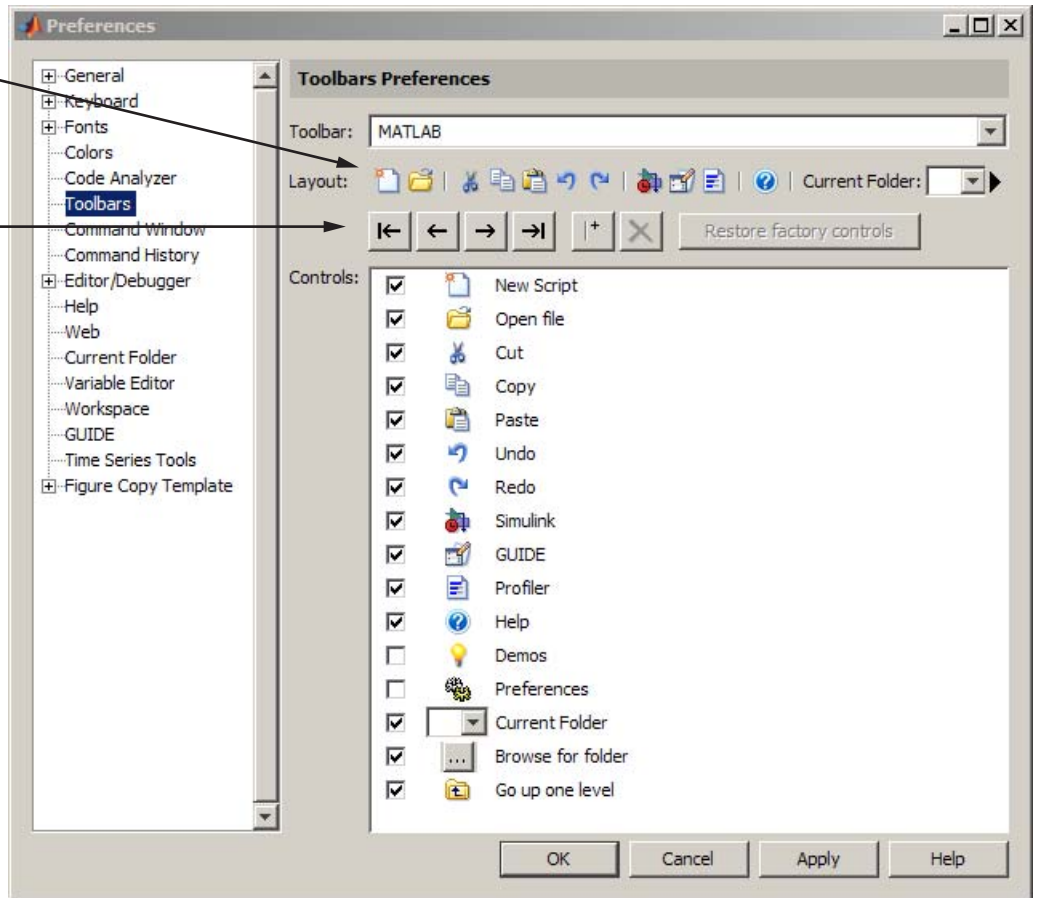 Preferences
General
Keyboard
Fonts
Colors
Code Analyzer
Toolbars
Command Window
Command History
Editor/Debugger
Help
Web
Current Folder
Variable Editor
Workspace
GUIDE
Time Series Tools
Figure Copy Template
Toolbars Preferences
Toolbar: MATLAB
Layout: Current Folder:
Restore factory controls
Controls:
New Script
Open file
Cut
Copy
Paste
Undo
Redo
Simulink
GUIDE
Profiler
Help
Demos
Preferences
Current Folder
... Browse for folder
Go up one level
OK Cancel Apply Help